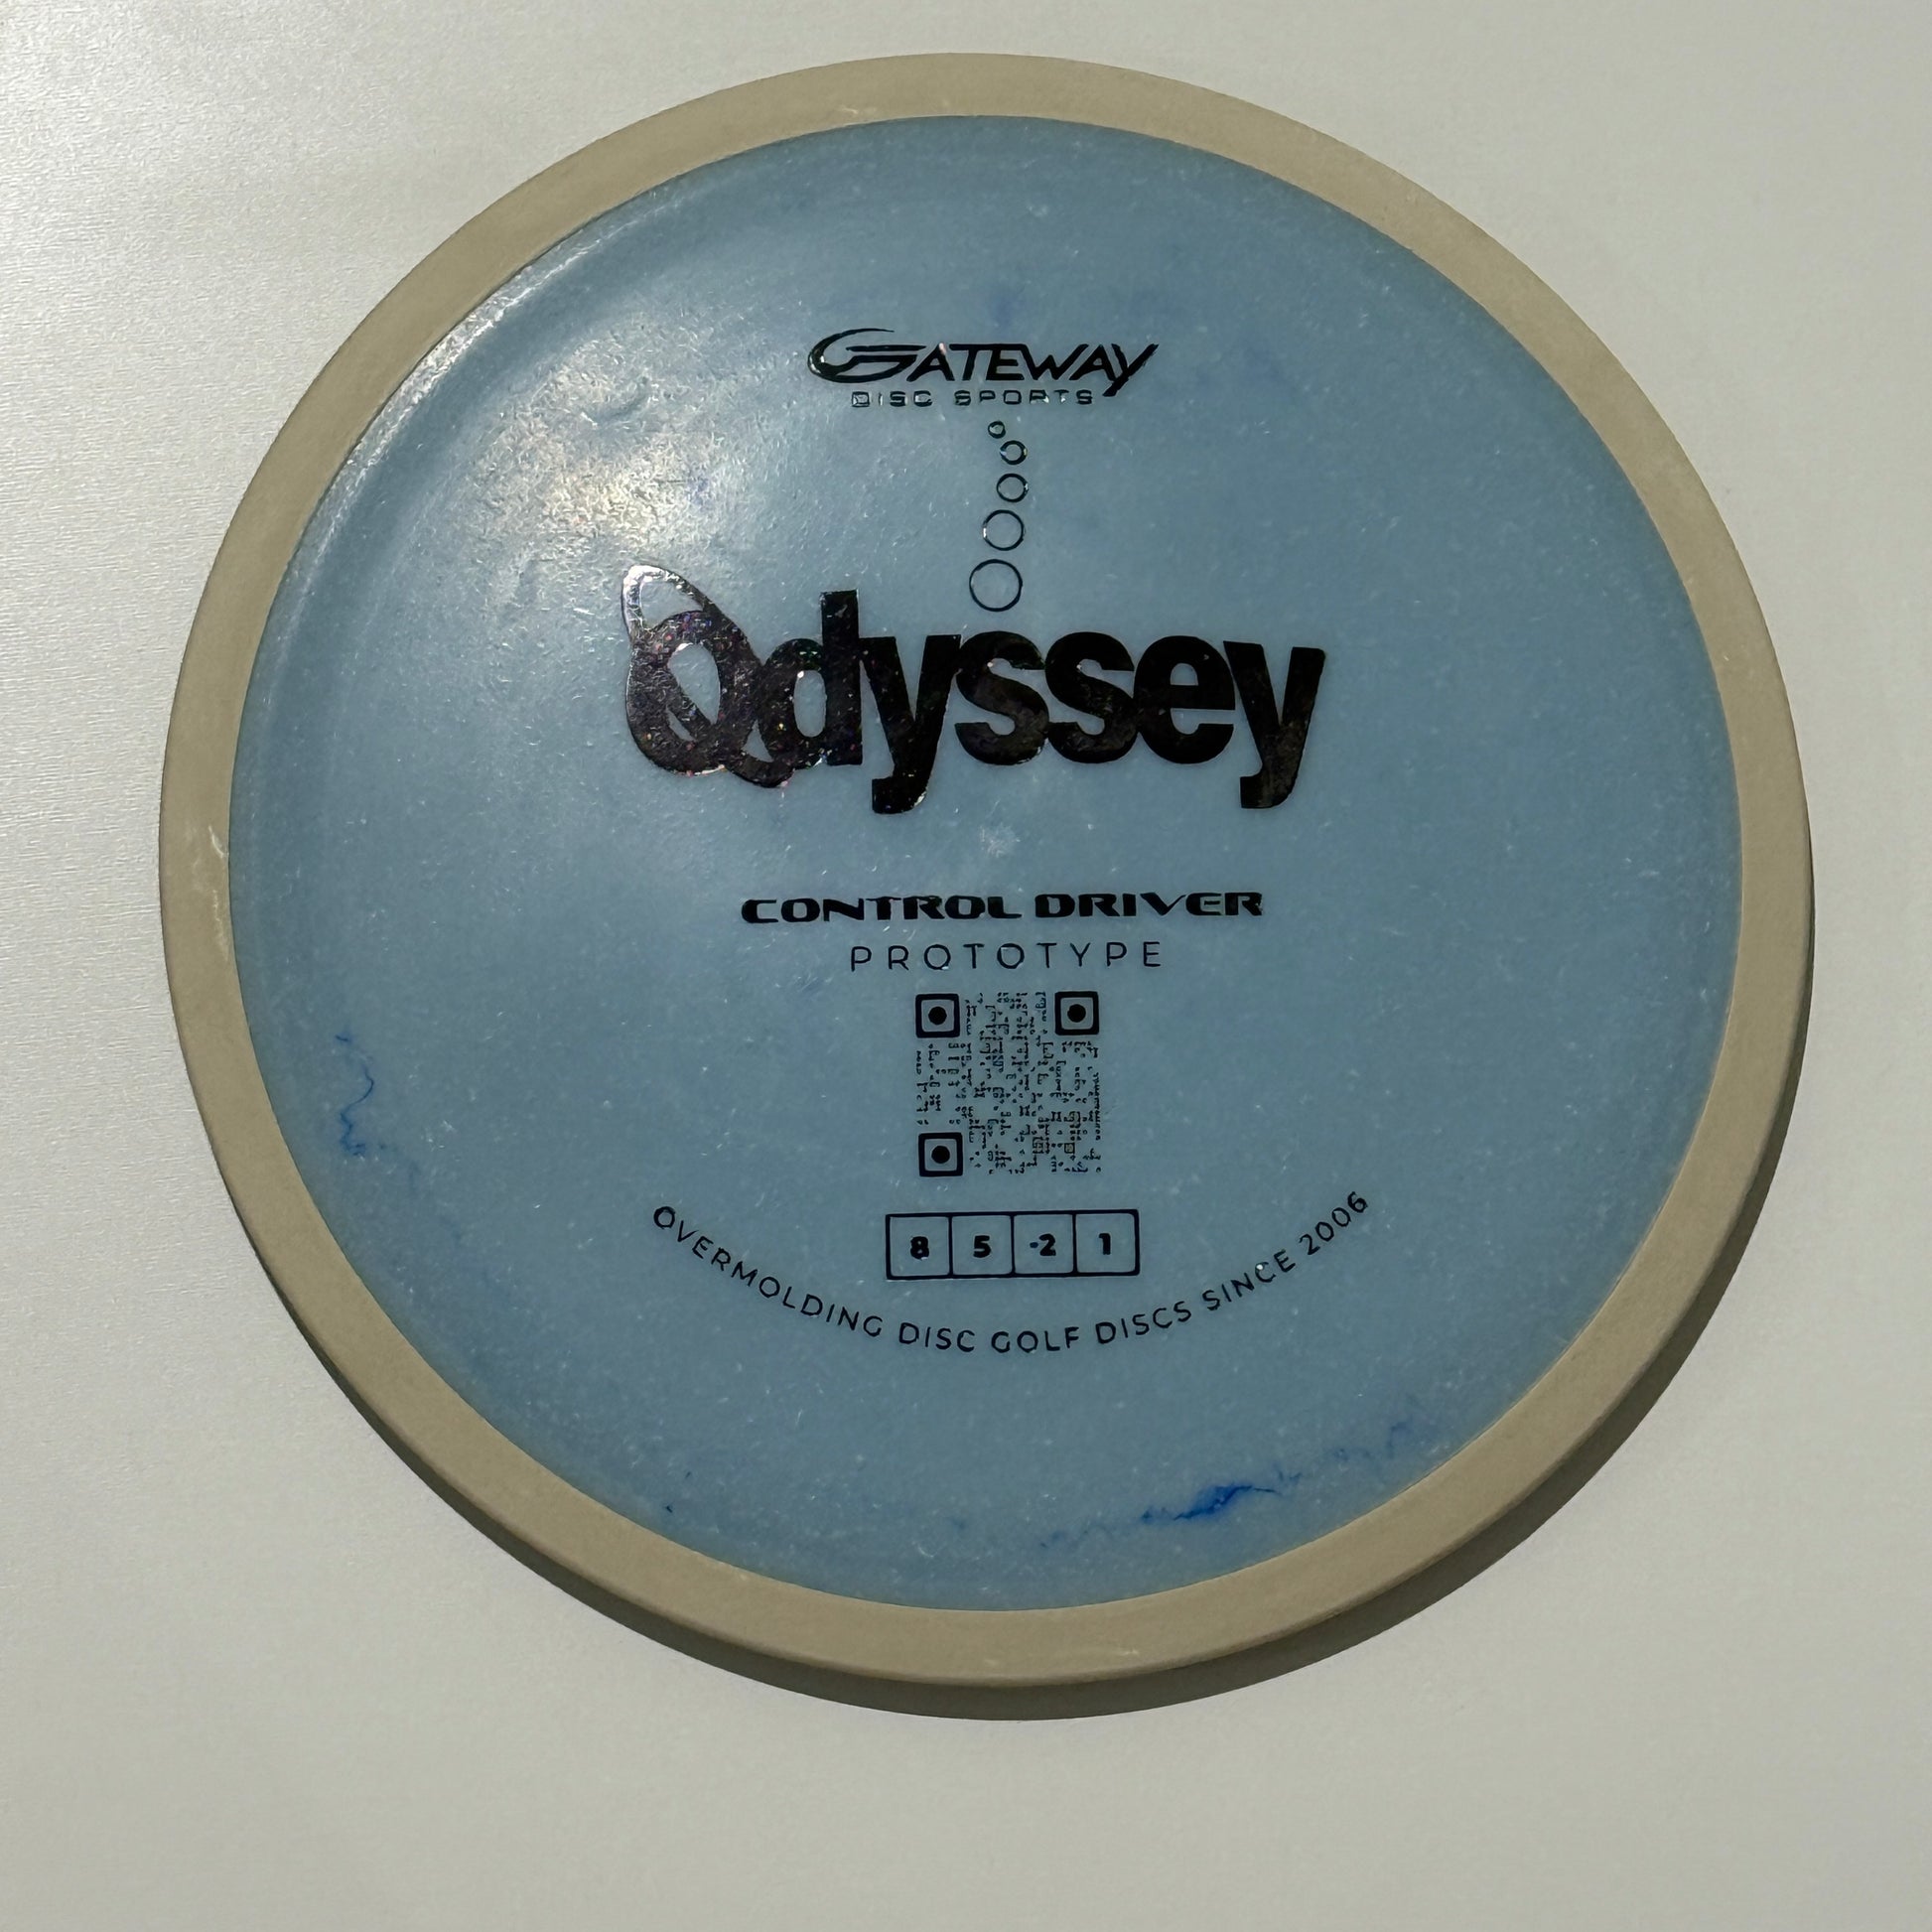 GATEWAY
DISC SPORTS
Odyssey
CONTROL DRIVER
PROTOTYPE
8 5 -2 1
OVERMOLDING DISC GOLF DISCS SINCE 2006